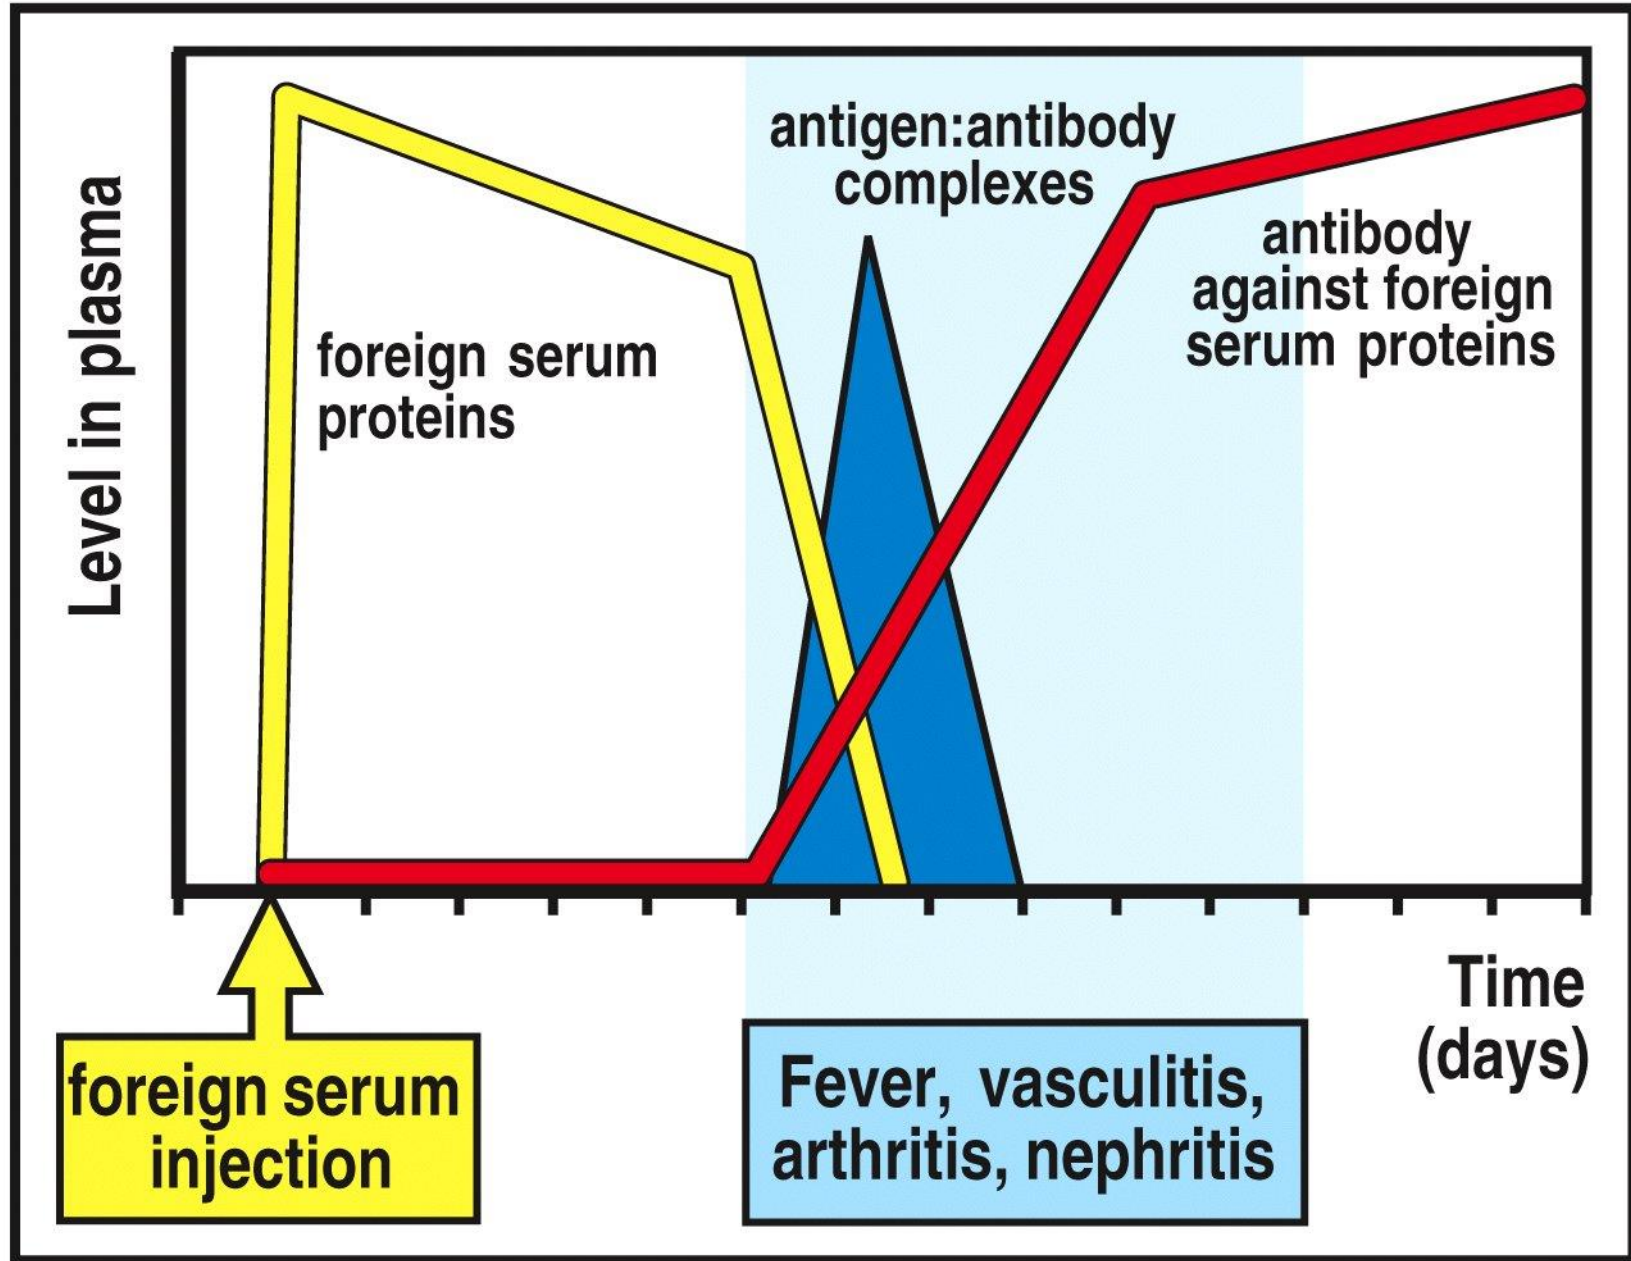 Level in plasma
foreign serum
proteins
antigen:antibody
complexes
antibody
against foreign
serum proteins
Time
(days)
foreign serum
injection
Fever, vasculitis,
arthritis, nephritis